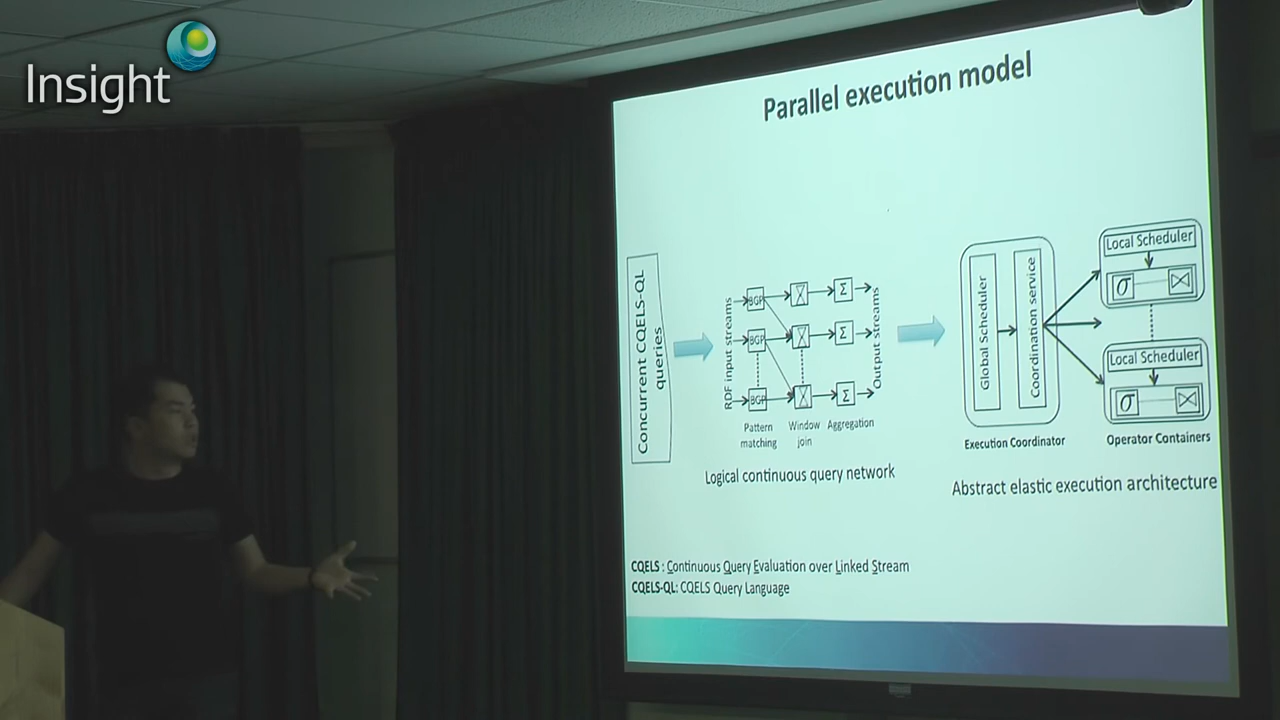 Insight
Parallel execution model
Concurrent CQELS-QL
queries
RDF input streams
BGP
BGP
BGP
Σ
Σ
Σ
Output streams
Pattern
matching
Window
join
Aggregation
Logical continuous query network
Global Scheduler
Coordination service
Execution Coordinator
Local Scheduler
σ ⋈
Local Scheduler
σ ⋈
Operator Containers
Abstract elastic execution architecture
CQELS : Continuous Query Evaluation over Linked Stream
CQELS-QL: CQELS Query Language